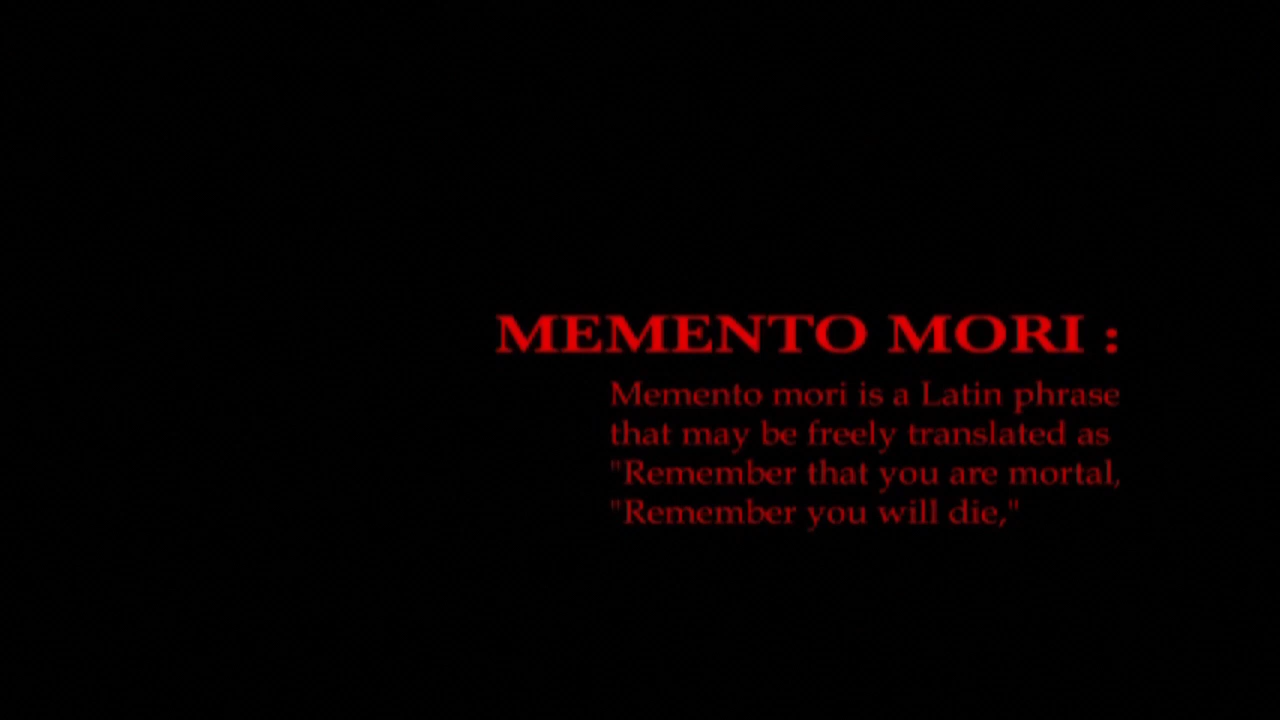 MEMENTO MORI :
Memento mori is a Latin phrase
that may be freely translated as
"Remember that you are mortal,
"Remember you will die,"